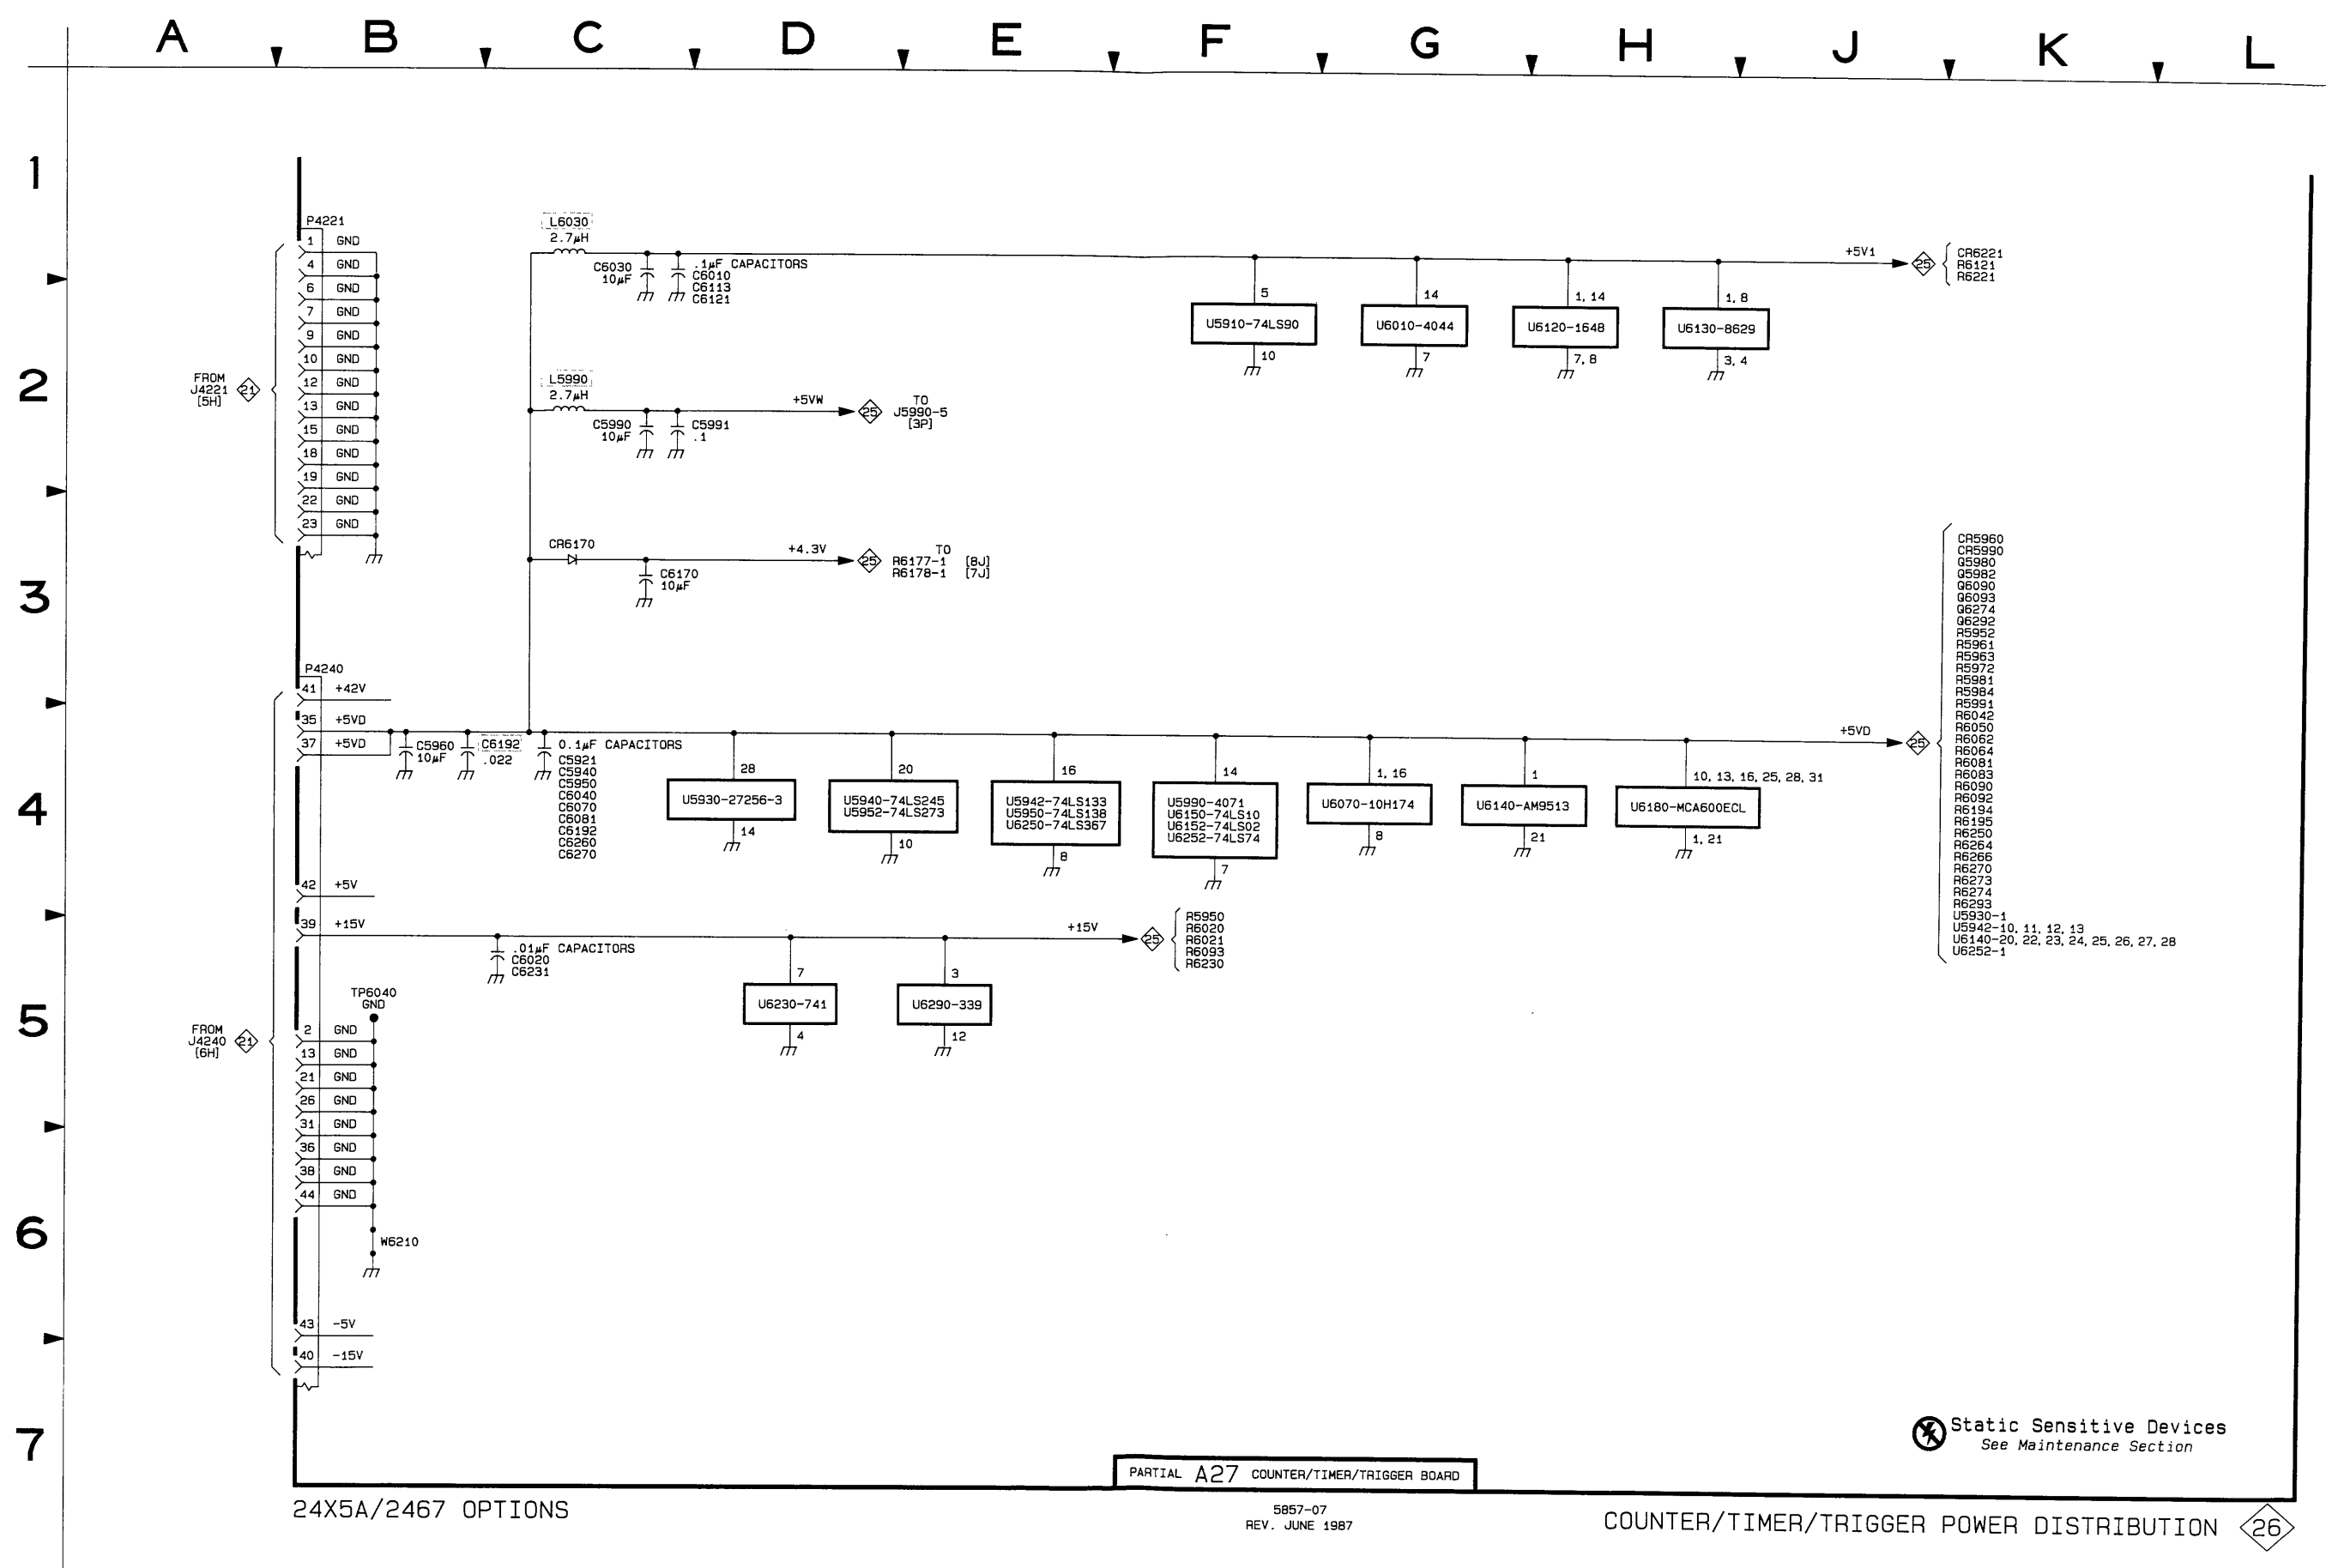 A B C D E F G H J K L
1
2
3
4
5
6
7
P4221
1 GND
4 GND
6 GND
7 GND
9 GND
10 GND
12 GND
13 GND
15 GND
18 GND
19 GND
22 GND
23 GND
FROM
J4221 21
[5H]
L6030
2.7µH
C6030
10µF
.1µF CAPACITORS
C6010
C6113
C6121
5
U5910-74LS90
10
14
U6010-4044
7
1, 14
U6120-1648
7, 8
1, 8
U6130-8629
3, 4
+5V1
25
CR6221
R6121
R6221
L5990
2.7µH
C5990
10µF
C5991
.1
+5VW
25
TO
J5990-5
[3P]
CR6170
C6170
10µF
+4.3V
25
TO
R6177-1 [8J]
R6178-1 [7J]
P4240
41 +42V
35 +5VD
37 +5VD
C5960
10µF
C6192
.022
0.1µF CAPACITORS
C5921
C5940
C5950
C6040
C6070
C6081
C6192
C6260
C6270
28
U5930-27256-3
14
20
U5940-74LS245
U5952-74LS273
10
16
U5942-74LS133
U5950-74LS138
U6250-74LS367
8
14
U5990-4071
U6150-74LS10
U6152-74LS02
U6252-74LS74
7
1, 16
U6070-10H174
8
1
U6140-AM9513
21
10, 13, 16, 25, 28, 31
U6180-MCA600ECL
1, 21
+5VD
25
CR5960
CR5990
Q5980
Q5982
Q6090
Q6093
Q6274
Q6292
R5952
R5961
R5963
R5972
R5981
R5984
R5991
R6042
R6050
R6062
R6064
R6081
R6083
R6090
R6092
R6194
R6195
R6250
R6264
R6266
R6270
R6273
R6274
R6293
U5930-1
U5942-10, 11, 12, 13
U6140-20, 22, 23, 24, 25, 26, 27, 28
U6252-1
42 +5V
39 +15V
.01µF CAPACITORS
C6020
C6231
7
U6230-741
4
3
U6290-339
12
+15V
25
R5950
R6020
R6021
R6093
R6230
TP6040
GND
2 GND
13 GND
21 GND
26 GND
31 GND
36 GND
38 GND
44 GND
FROM
J4240 21
[6H]
W6210
43 -5V
40 -15V
Static Sensitive Devices
See Maintenance Section
PARTIAL A27 COUNTER/TIMER/TRIGGER BOARD
24X5A/2467 OPTIONS
5857-07
REV. JUNE 1987
COUNTER/TIMER/TRIGGER POWER DISTRIBUTION 26